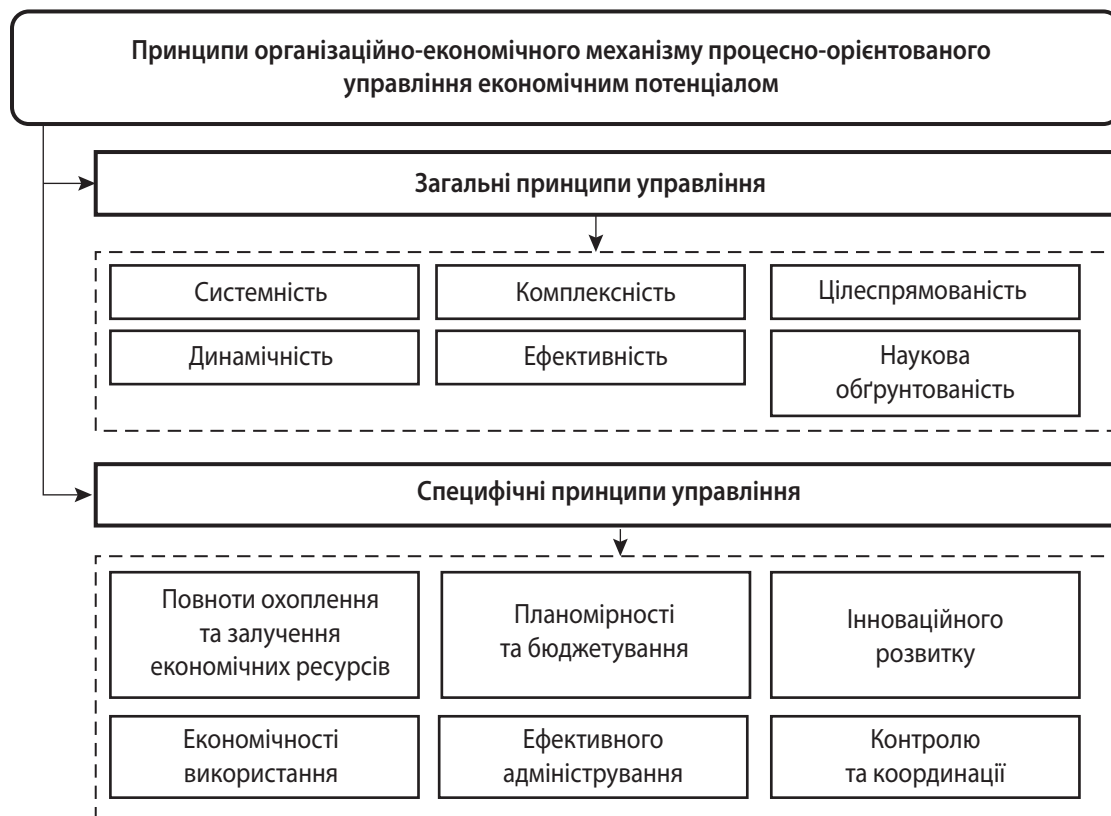 Принципи організаційно-економічного механізму процесно-орієнтованого
управління економічним потенціалом
Загальні принципи управління
Системність
Комплексність
Цілеспрямованість
Динамічність
Ефективність
Наукова
обґрунтованість
Специфічні принципи управління
Повноти охоплення
та залучення
економічних ресурсів
Планомірності
та бюджетування
Інноваційного
розвитку
Економічності
використання
Ефективного
адміністрування
Контролю
та координації